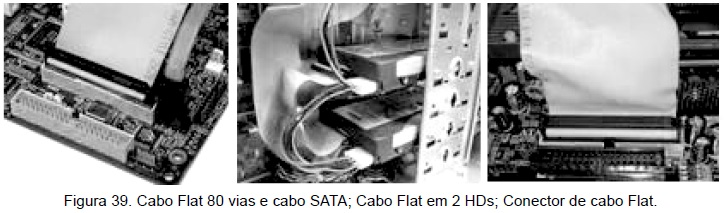 Figura 39. Cabo Flat 80 vias e cabo SATA; Cabo Flat em 2 HDs; Conector de cabo Flat.